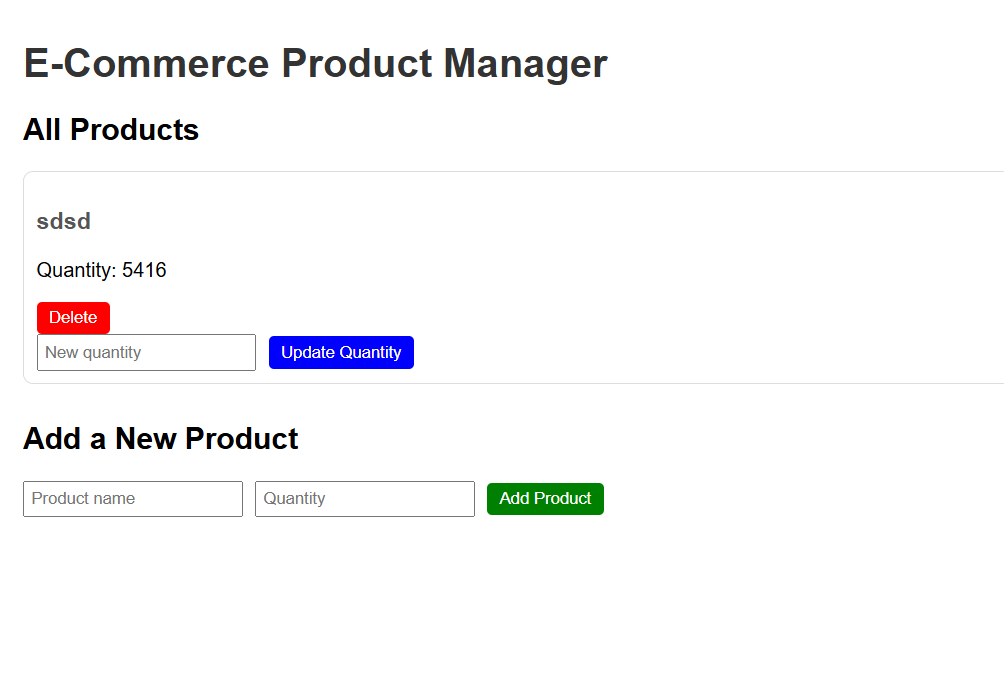 E-Commerce Product Manager
All Products
sdsd
Quantity: 5416
Delete
New quantity Update Quantity
Add a New Product
Product name Quantity Add Product